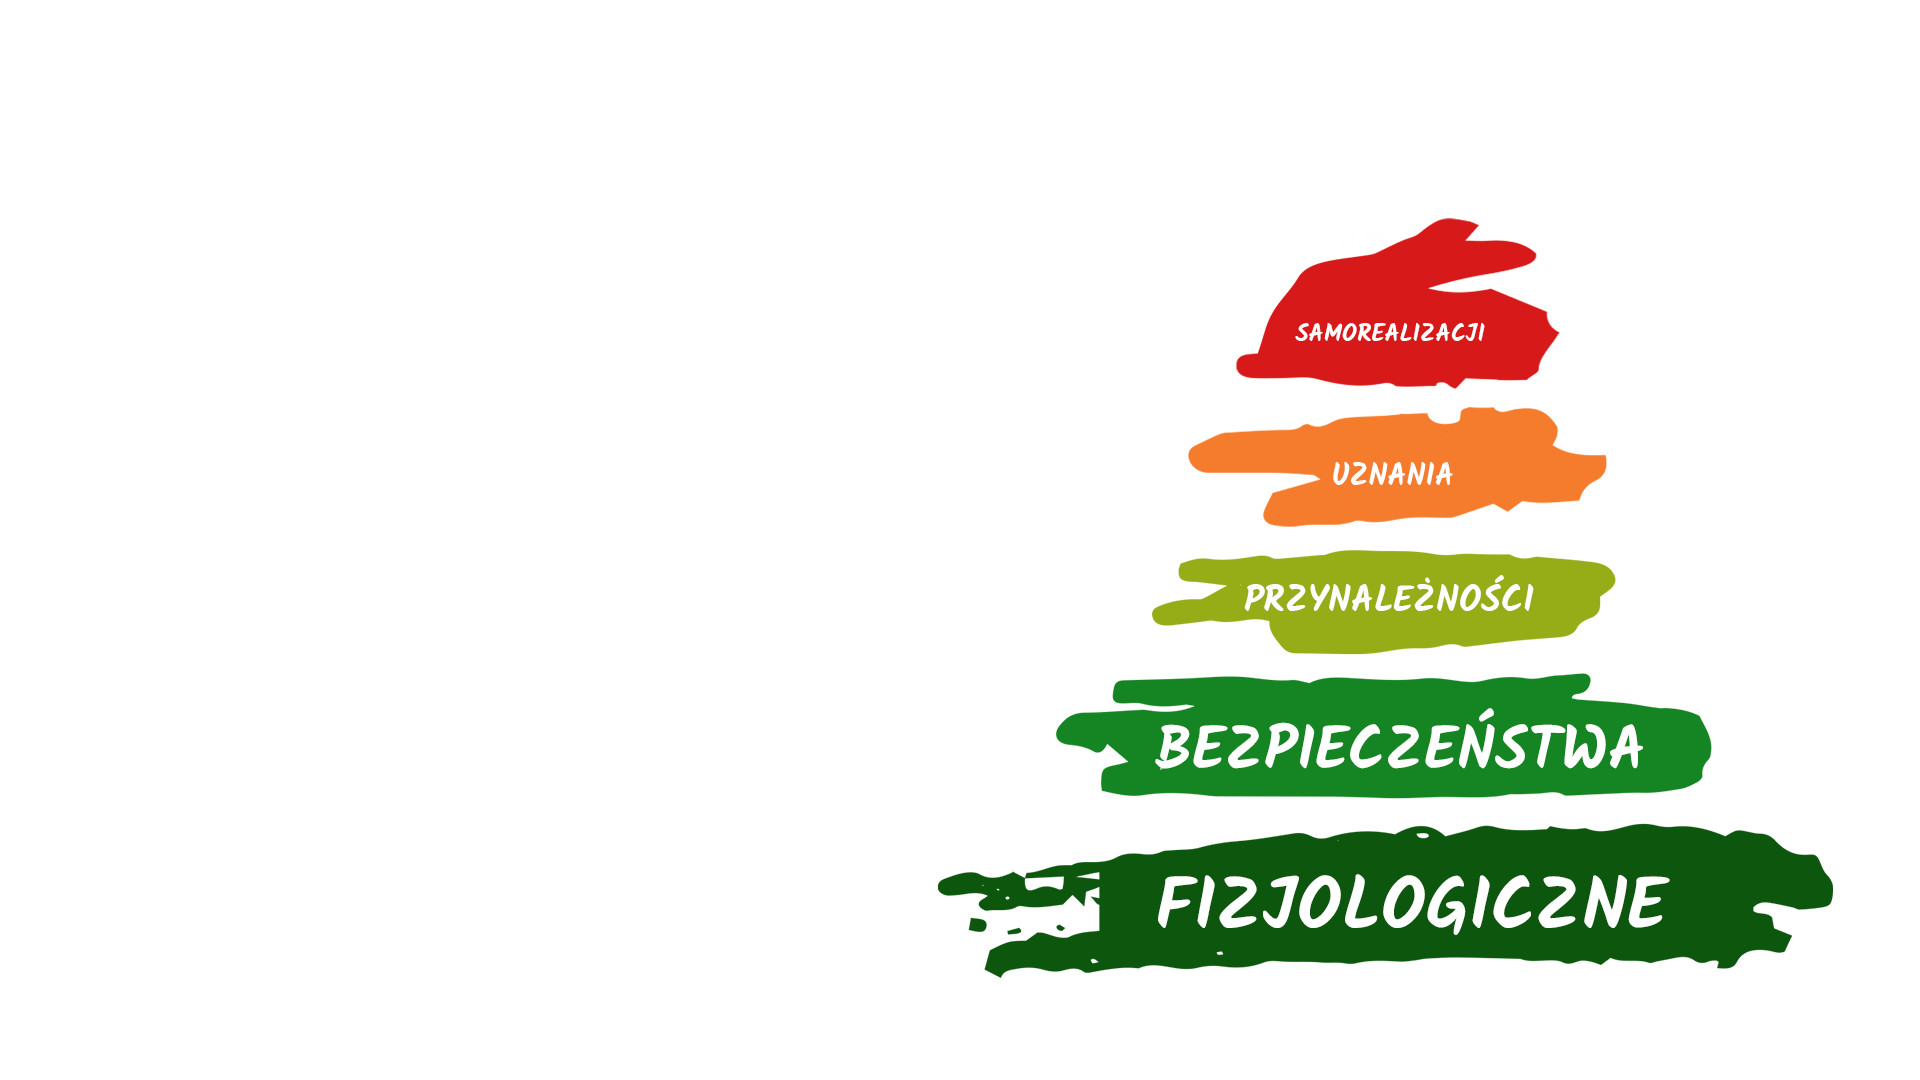 SAMOREALIZACJI
UZNANIA
PRZYNALEŻNOŚCI
BEZPIECZEŃSTWA
FIZJOLOGICZNE